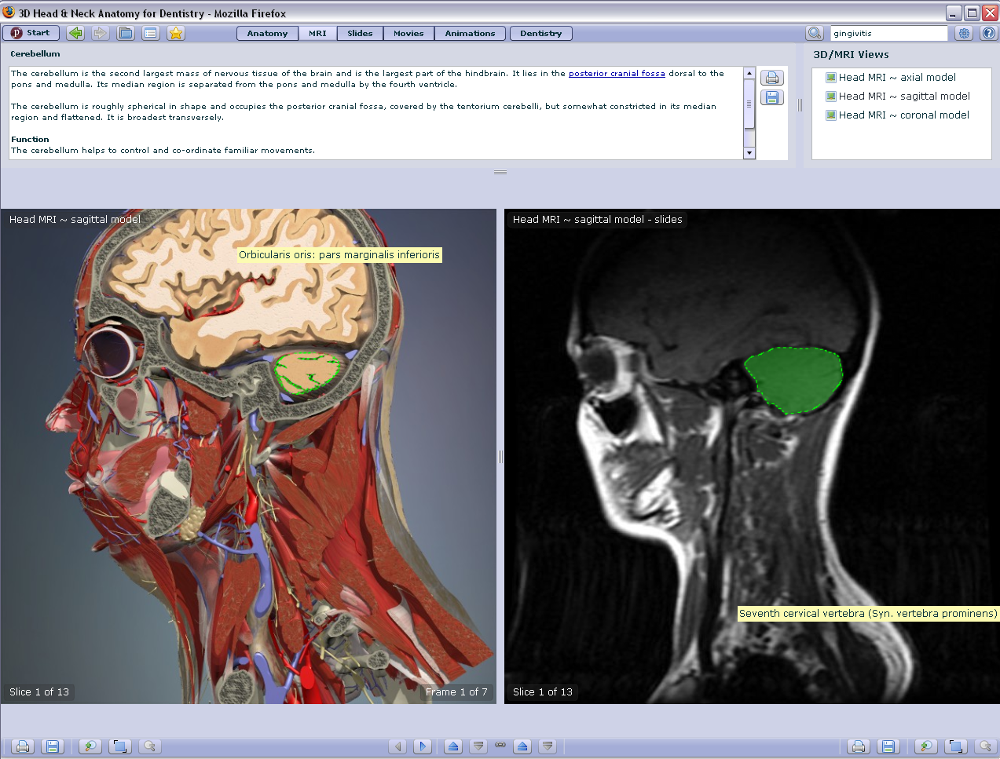 3D Head & Neck Anatomy for Dentistry - Mozilla Firefox
Start
Anatomy
MRI
Slides
Movies
Animations
Dentistry
gingivitis
Cerebellum
The cerebellum is the second largest mass of nervous tissue of the brain and is the largest part of the hindbrain. It lies in the posterior cranial fossa dorsal to the
pons and medulla. Its median region is separated from the pons and medulla by the fourth ventricle.
The cerebellum is roughly spherical in shape and occupies the posterior cranial fossa, covered by the tentorium cerebelli, but somewhat constricted in its median
region and flattened. It is broadest transversely.
Function
The cerebellum helps to control and co-ordinate familiar movements.
3D/MRI Views
Head MRI ~ axial model
Head MRI ~ sagittal model
Head MRI ~ coronal model
Head MRI ~ sagittal model
Orbicularis oris: pars marginalis inferioris
Slice 1 of 13
Frame 1 of 7
Head MRI ~ sagittal model - slides
Seventh cervical vertebra (Syn. vertebra prominens)
Slice 1 of 13